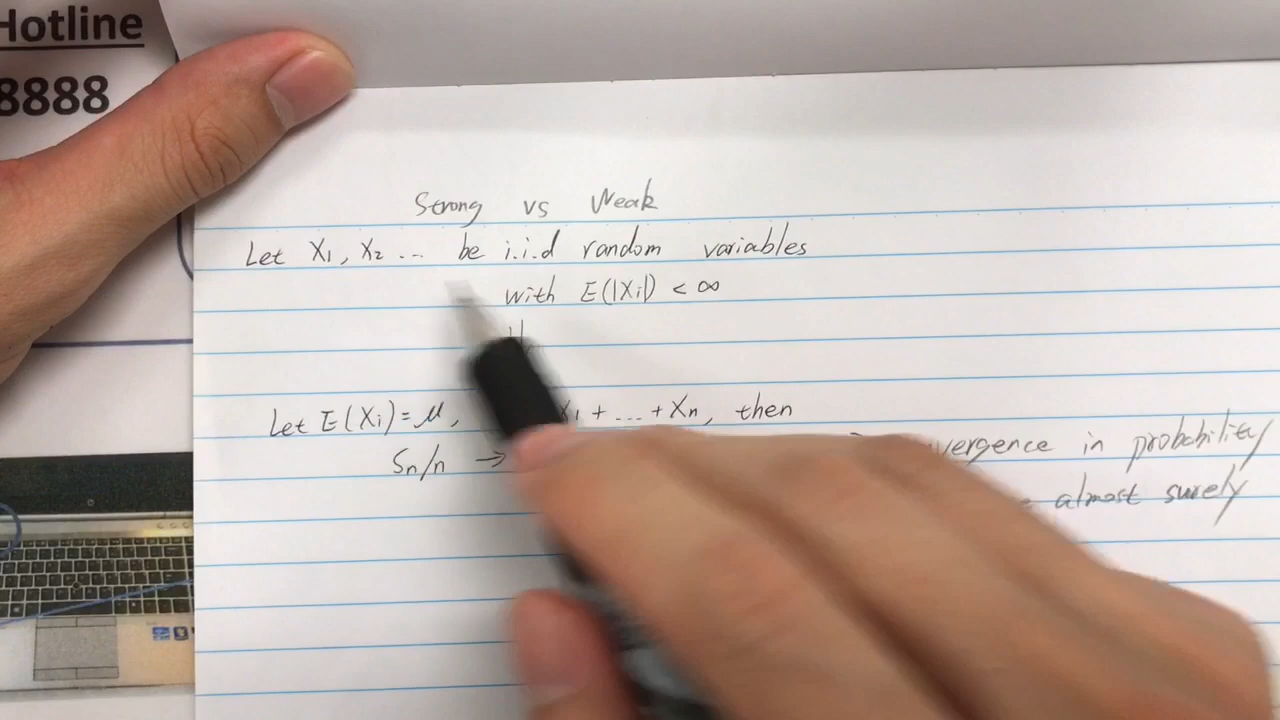 Hotline
8888
Strong vs Weak
Let X1, X2 ... be i.i.d random variables
with E(|Xi|) < ∞
Let E(Xi) = μ, X1 + ... + Xn, then
Sn/n →
in probability
almost surely